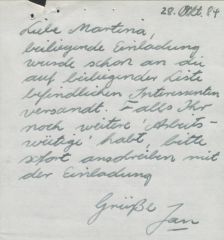 28. Okt. 84
Liebe Martina,
beiliegende Einladung
wurde schon an die
auf beiliegender Liste
befindlichen Interessenten
versandt. Falls Ihr
noch weitere 'Arbeits-
wütige' habt, bitte
sofort anschreiben mit
der Einladung
Grüße Jan